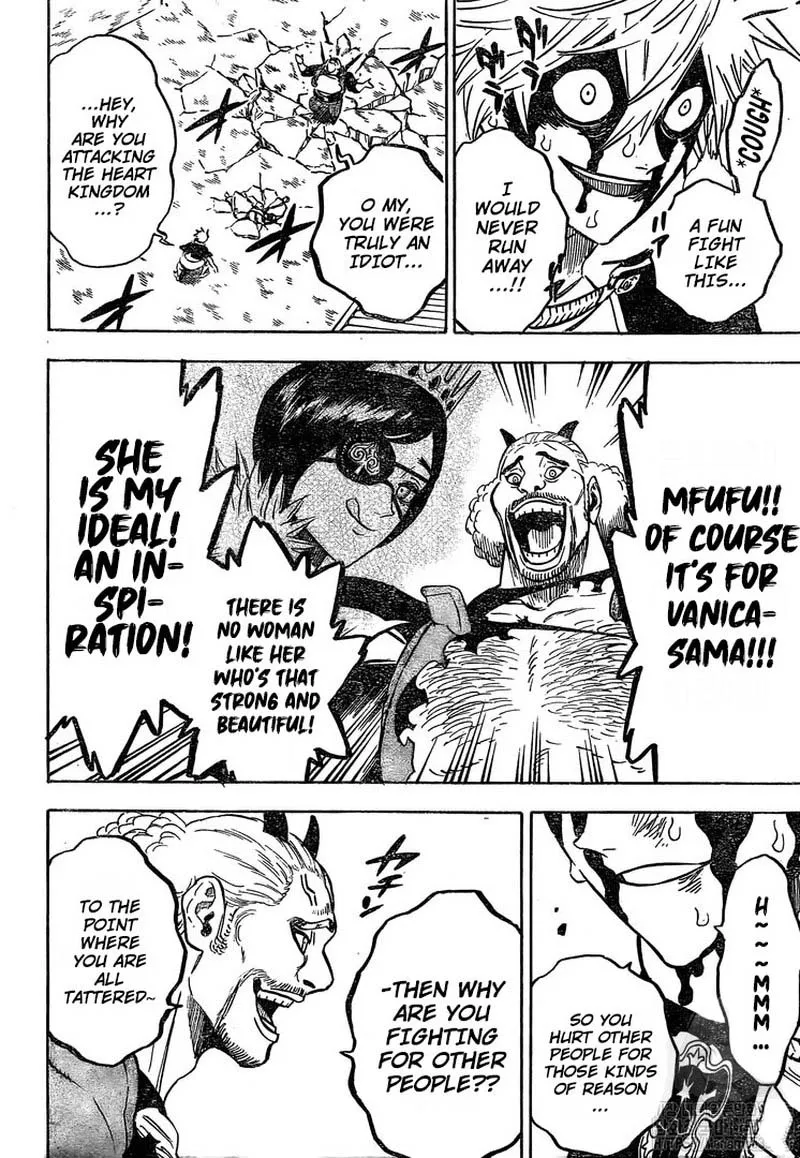 *COUGH*
A FUN
FIGHT
LIKE
THIS...
I
WOULD
NEVER
RUN
AWAY
...!!
O MY,
YOU WERE
TRULY AN
IDIOT...
...HEY,
WHY
ARE YOU
ATTACKING
THE HEART
KINGDOM
...?
MFUFU!!
OF COURSE
IT'S FOR
VANICA-
SAMA!!!
THERE IS
NO WOMAN
LIKE HER
WHO'S THAT
STRONG AND
BEAUTIFUL!
SHE
IS MY
IDEAL!
AN IN-
SPI-
RATION!
H~~~MMM...
SO YOU
HURT OTHER
PEOPLE FOR
THOSE KINDS
OF REASON
...
-THEN WHY
ARE YOU
FIGHTING
FOR OTHER
PEOPLE??
TO THE
POINT
WHERE
YOU ARE
ALL
TATTERED~